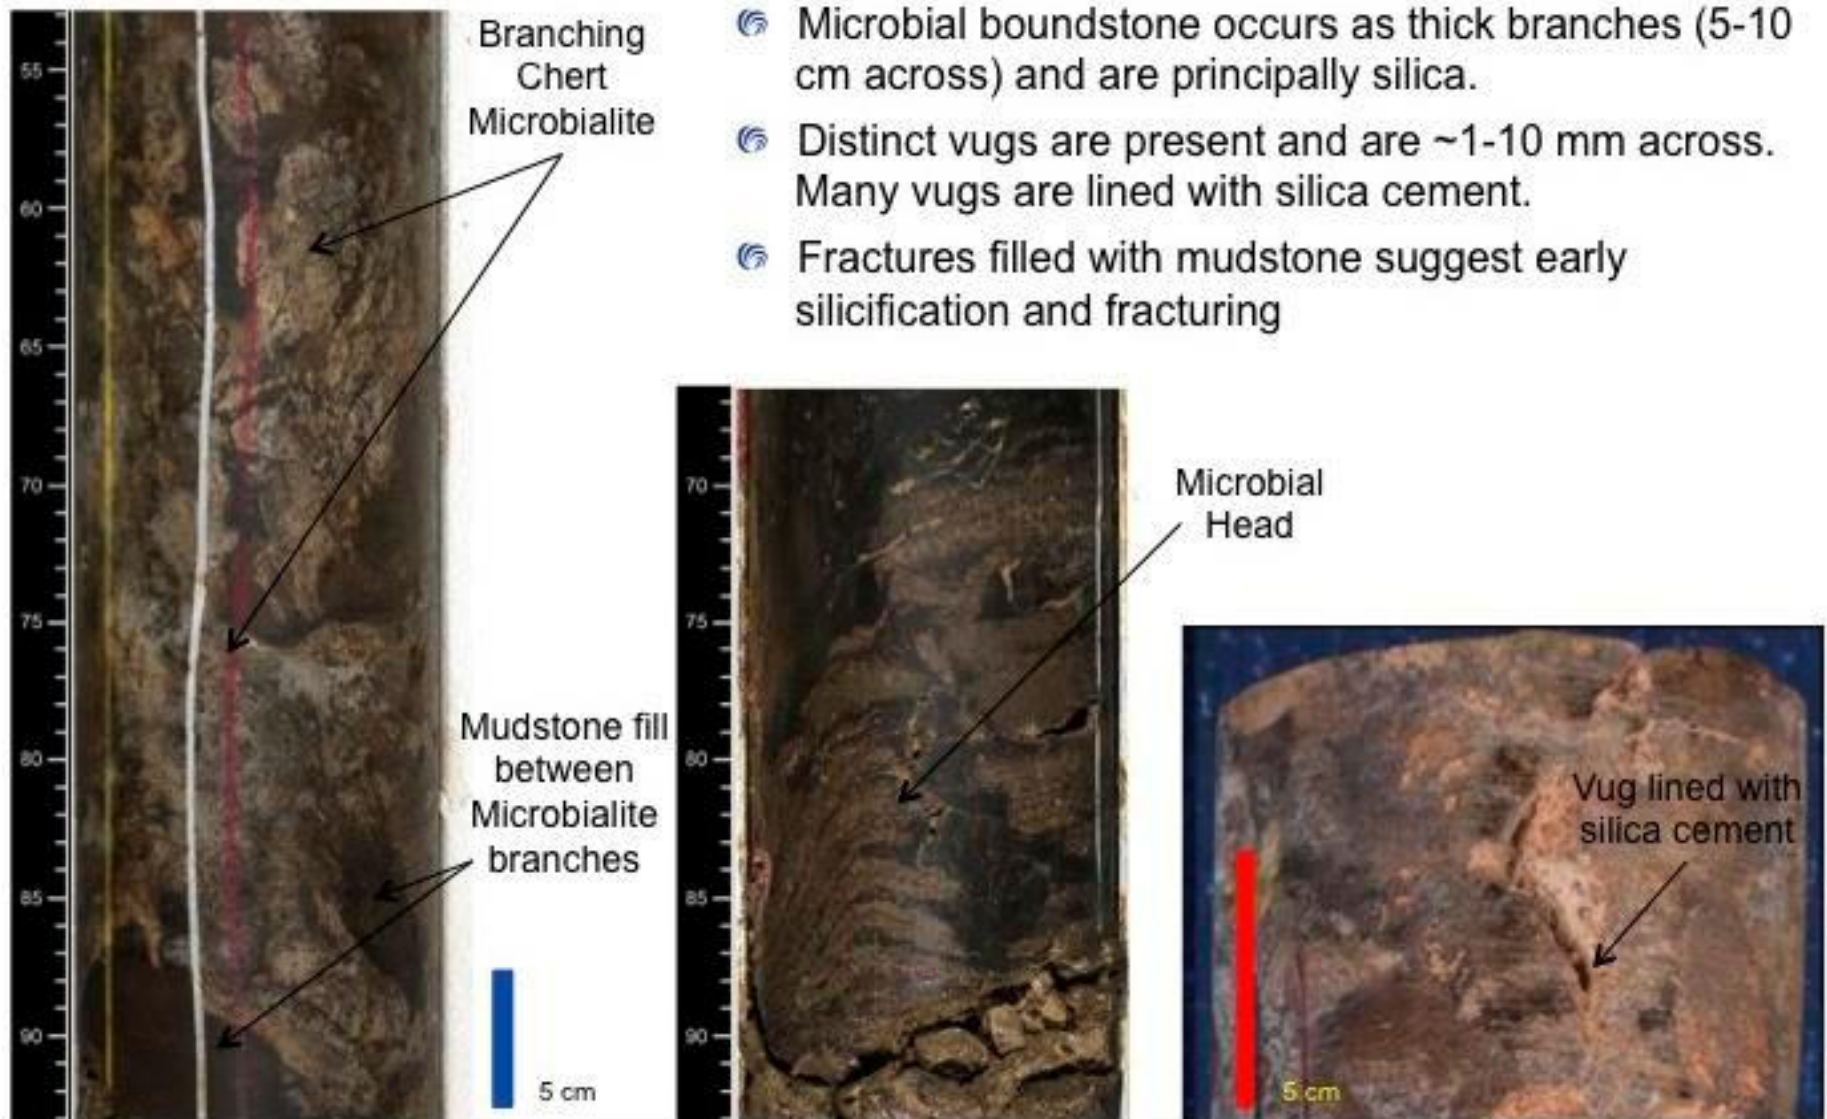 Branching
Chert
Microbialite
Microbial boundstone occurs as thick branches (5-10
cm across) and are principally silica.
Distinct vugs are present and are ~1-10 mm across.
Many vugs are lined with silica cement.
Fractures filled with mudstone suggest early
silicification and fracturing
55
60
65
70
75
80
85
90
Mudstone fill
between
Microbialite
branches
5 cm
70
75
80
85
90
Microbial
Head
Vug lined with
silica cement
5 cm